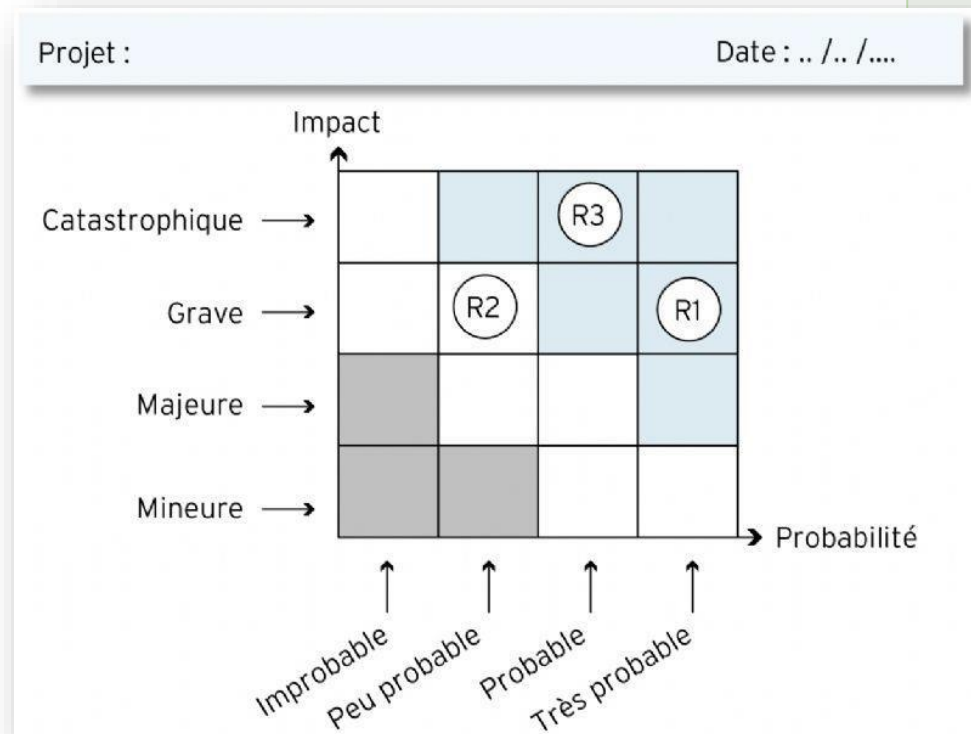 Projet :
Date : .. /.. /....
Impact
Catastrophique
R3
Grave
R2
R1
Majeure
Mineure
Probabilité
Improbable
Peu probable
Probable
Très probable